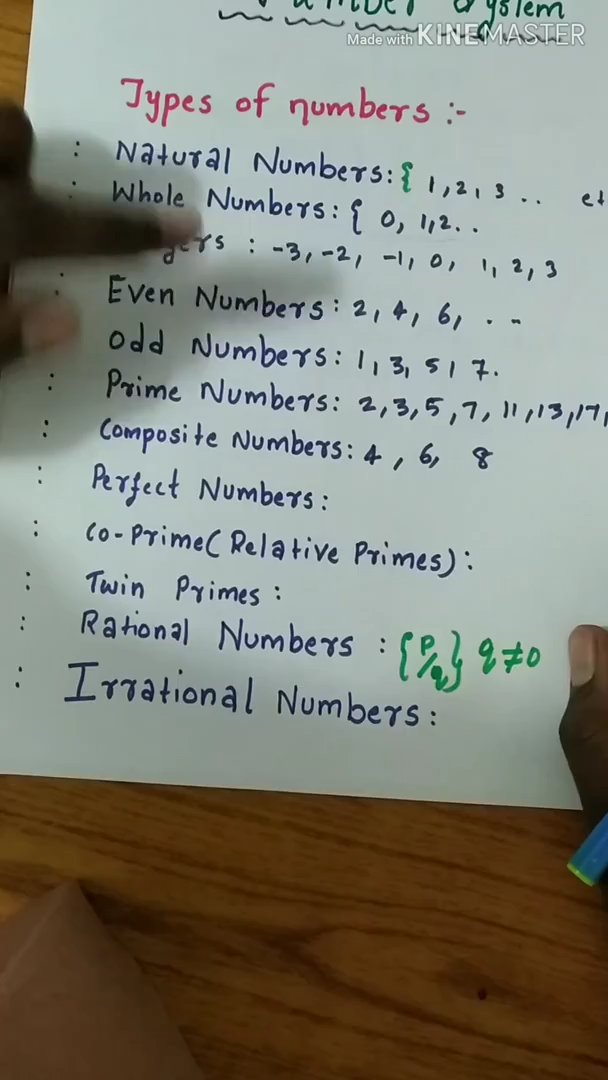 System
Made with KINEMASTER
Types of numbers :-
: Natural Numbers: { 1, 2, 3 . .
: Whole Numbers: { 0, 1, 2 . .
: -3, -2, -1, 0, 1, 2, 3
: Even Numbers: 2, 4, 6, . -
Odd Numbers: 1, 3, 5, 7.
: Prime Numbers: 2, 3, 5, 7, 11, 13, 17,
: Composite Numbers: 4, 6, 8
: Perfect Numbers:
: Co-Prime( Relative Primes):
: Twin Primes:
: Rational Numbers : {P/q} q ≠ 0
: Irrational Numbers: